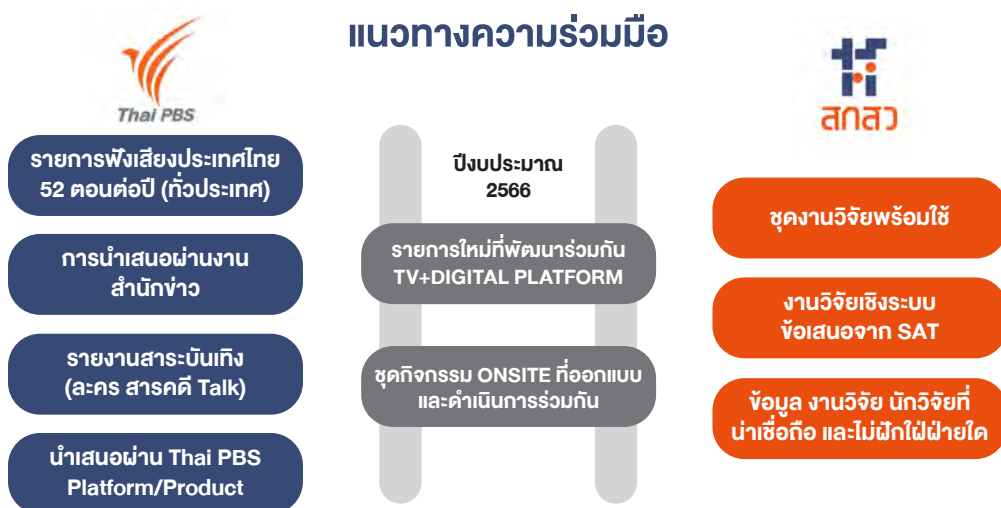 แนวทางความร่วมมือ
Thai PBS
รายการฟังเสียงประเทศไทย
52 ตอนต่อปี (ทั่วประเทศ)
การนำเสนอผ่านงาน
สำนักข่าว
รายงานสาระบันเทิง
(ละคร สารคดี Talk)
นำเสนอผ่าน Thai PBS
Platform/Product
ปีงบประมาณ
2566
รายการใหม่ที่พัฒนาร่วมกัน
TV+DIGITAL PLATFORM
ชุดกิจกรรม ONSITE ที่ออกแบบ
และดำเนินการร่วมกัน
สกสว
ชุดงานวิจัยพร้อมใช้
งานวิจัยเชิงระบบ
ข้อเสนอจาก SAT
ข้อมูล งานวิจัย นักวิจัยที่
น่าเชื่อถือ และไม่ฝักใฝ่ฝ่ายใด